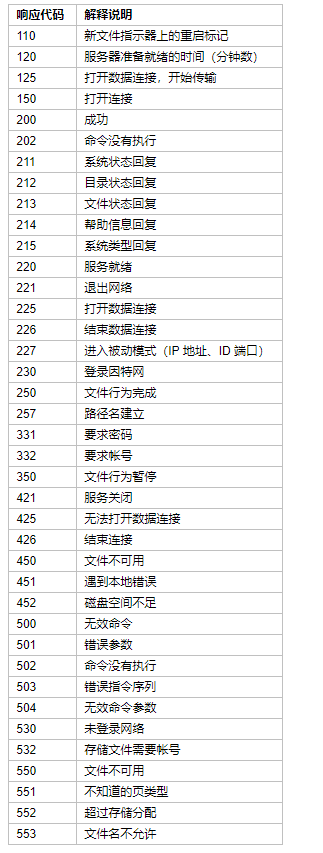 响应代码 解释说明
110 新文件指示器上的重启标记
120 服务器准备就绪的时间（分钟数）
125 打开数据连接，开始传输
150 打开连接
200 成功
202 命令没有执行
211 系统状态回复
212 目录状态回复
213 文件状态回复
214 帮助信息回复
215 系统类型回复
220 服务就绪
221 退出网络
225 打开数据连接
226 结束数据连接
227 进入被动模式（IP 地址、ID 端口）
230 登录因特网
250 文件行为完成
257 路径名建立
331 要求密码
332 要求帐号
350 文件行为暂停
421 服务关闭
425 无法打开数据连接
426 结束连接
450 文件不可用
451 遇到本地错误
452 磁盘空间不足
500 无效命令
501 错误参数
502 命令没有执行
503 错误指令序列
504 无效命令参数
530 未登录网络
532 存储文件需要帐号
550 文件不可用
551 不知道的页类型
552 超过存储分配
553 文件名不允许